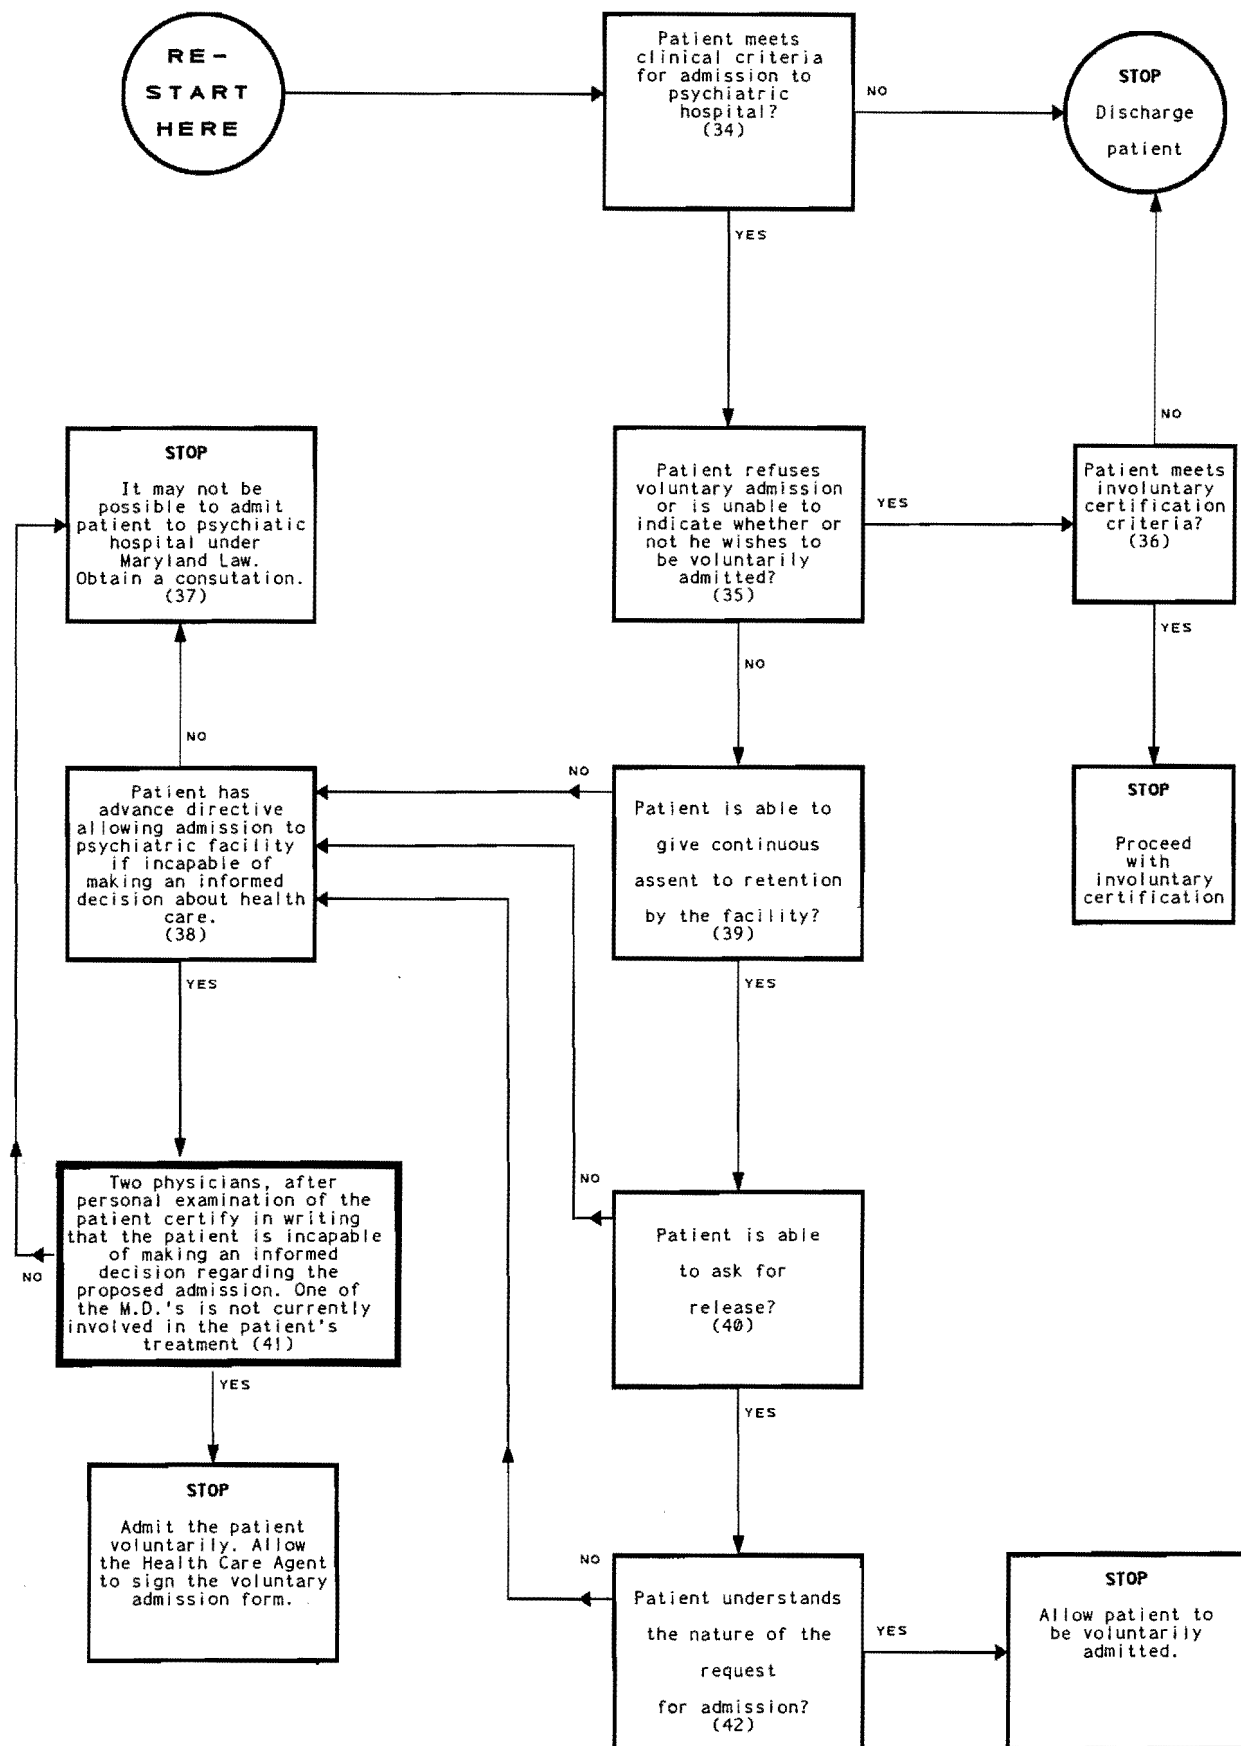 RE-
START
HERE
Patient meets
clinical criteria
for admission to
psychiatric
hospital?
(34)
NO
STOP
Discharge
patient
YES
NO
STOP
It may not be
possible to admit
patient to psychiatic
hospital under
Maryland Law.
Obtain a consutation.
(37)
Patient refuses
voluntary admission
or is unable to
indicate whether or
not he wishes to
be voluntarily
admitted?
(35)
YES
Patient meets
involuntary
certification
criteria?
(36)
YES
NO
NO
Patient has
advance directive
allowing admission to
psychiatric facility
if incapable of
making an informed
decision about health
care.
(38)
NO
Patient is able to
give continuous
assent to retention
by the facility?
(39)
STOP
Proceed
with
involuntary
certification
YES
YES
Two physicians, after
personal examination of the
patient certify in writing
that the patient is incapable
of making an informed
decision regarding the
proposed admission. One of
the M.D.'s is not currently
involved in the patient's
treatment (41)
NO
NO
Patient is able
to ask for
release?
(40)
YES
YES
STOP
Admit the patient
voluntarily. Allow
the Health Care Agent
to sign the voluntary
admission form.
NO
Patient understands
the nature of the
request
for admission?
(42)
YES
STOP
Allow patient to
be voluntarily
admitted.